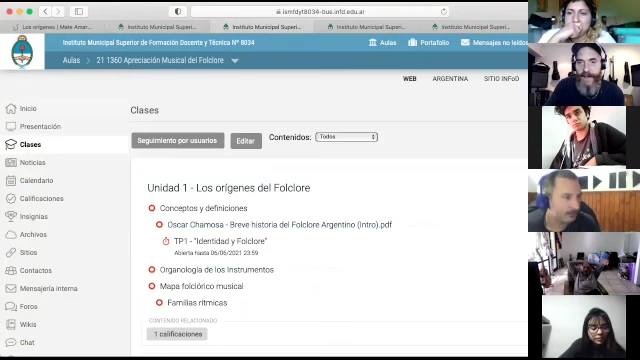 ismfdyt8034-bue.infd.edu.ar
Los orígenes | Mate Amar...
Instituto Municipal Superior...
Instituto Municipal Superior...
Instituto Municipal Superior...
Instituto Municipal Superior...
Instituto Municipal Superior de Formación Docente y Técnica Nº 8034
Aulas
Portafolio
Mensajes no leídos
Aulas > 21 1360 Apreciación Musical del Folclore
WEB
ARGENTINA
SITIO INFoD
Inicio
Presentación
Clases
Noticias
Calendario
Calificaciones
Insignias
Archivos
Sitios
Contactos
Mensajería interna
Foros
Wikis
Chat
Clases
Seguimiento por usuarios
Editar
Contenidos:
Todos
Unidad 1 - Los orígenes del Folclore
Conceptos y definiciones
Oscar Chamosa - Breve historia del Folclore Argentino (Intro).pdf
TP1 - "Identidad y Folclore"
Abierta hasta 06/06/2021 23:59
Organología de los Instrumentos
Mapa folclórico musical
Familias rítmicas
CONTENIDO RELACIONADO
1 calificaciones